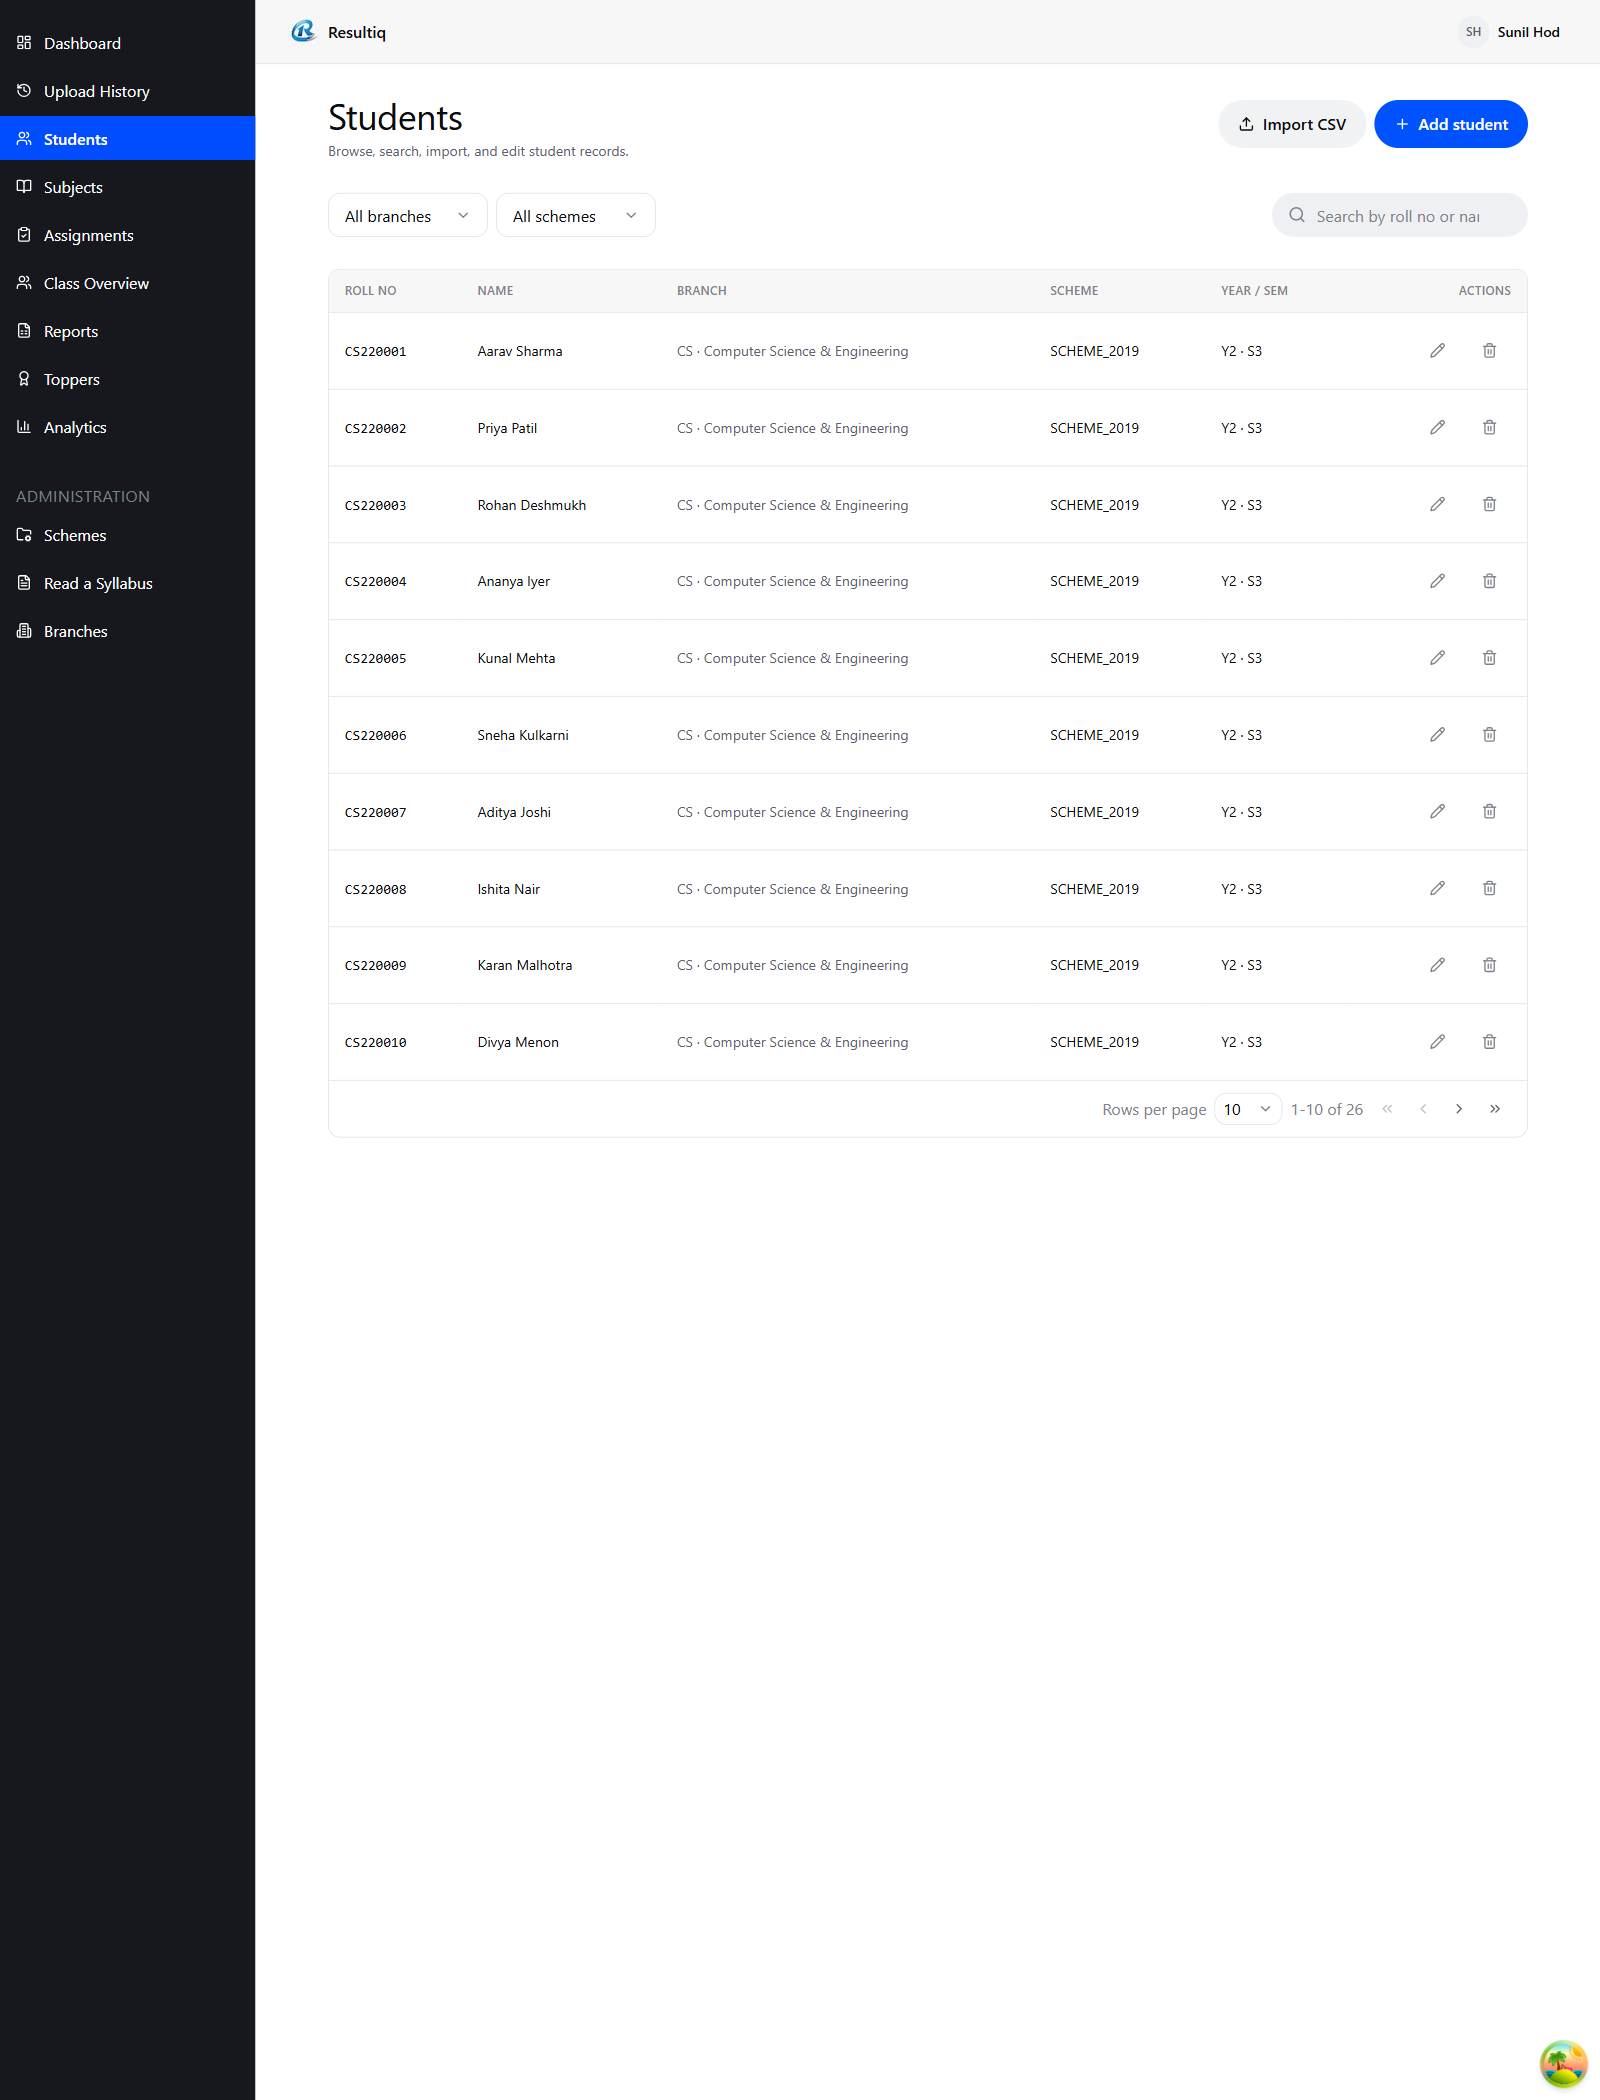 Dashboard
Upload History
Students
Subjects
Assignments
Class Overview
Reports
Toppers
Analytics
ADMINISTRATION
Schemes
Read a Syllabus
Branches
Resultiq
SH Sunil Hod
Students
Browse, search, import, and edit student records.
Import CSV
Add student
All branches
All schemes
Search by roll no or nar
ROLL NO NAME BRANCH SCHEME YEAR / SEM ACTIONS
CS220001 Aarav Sharma CS · Computer Science & Engineering SCHEME_2019 Y2 · S3
CS220002 Priya Patil CS · Computer Science & Engineering SCHEME_2019 Y2 · S3
CS220003 Rohan Deshmukh CS · Computer Science & Engineering SCHEME_2019 Y2 · S3
CS220004 Ananya Iyer CS · Computer Science & Engineering SCHEME_2019 Y2 · S3
CS220005 Kunal Mehta CS · Computer Science & Engineering SCHEME_2019 Y2 · S3
CS220006 Sneha Kulkarni CS · Computer Science & Engineering SCHEME_2019 Y2 · S3
CS220007 Aditya Joshi CS · Computer Science & Engineering SCHEME_2019 Y2 · S3
CS220008 Ishita Nair CS · Computer Science & Engineering SCHEME_2019 Y2 · S3
CS220009 Karan Malhotra CS · Computer Science & Engineering SCHEME_2019 Y2 · S3
CS220010 Divya Menon CS · Computer Science & Engineering SCHEME_2019 Y2 · S3
Rows per page 10 1-10 of 26